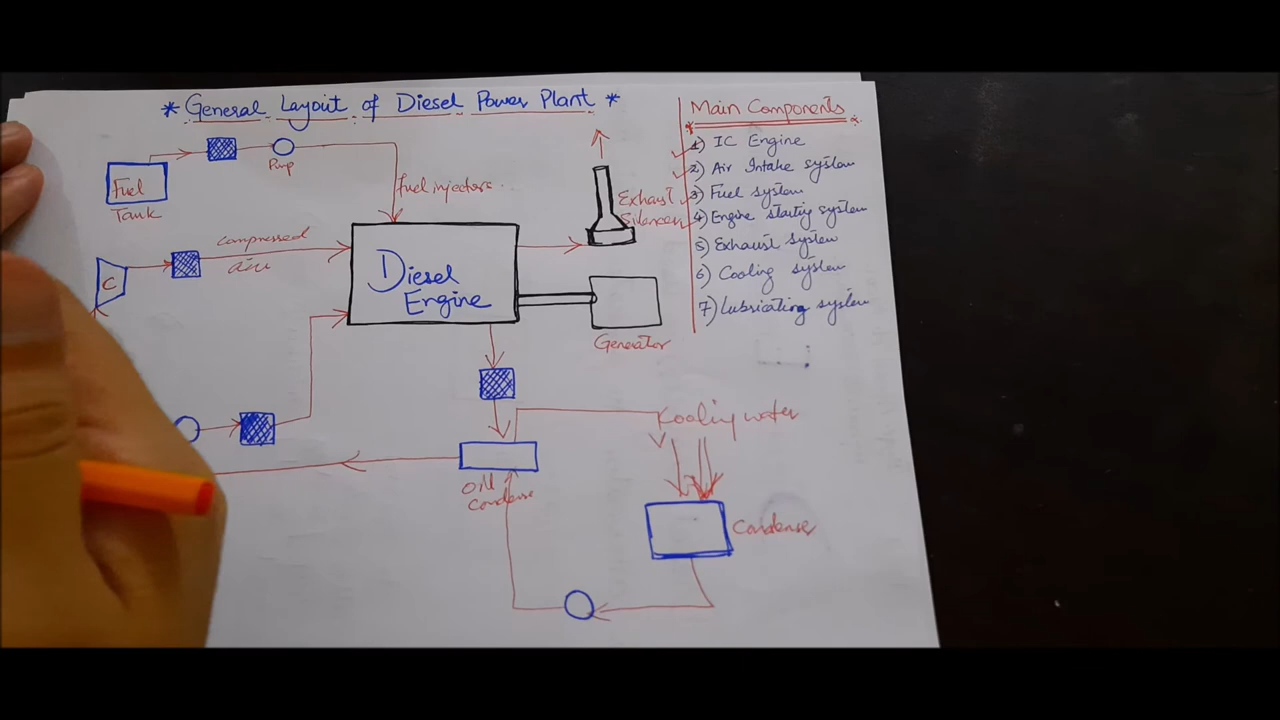 * General Layout of Diesel Power Plant *
Main Components
1) IC Engine
2) Air Intake system
3) Fuel system
4) Engine starting system
5) Exhaust system
6) Cooling system
7) Lubricating system
Pump
Fuel
Tank
fuel injectors
Exhaust
Silencer
compressed
air
C
Diesel
Engine
Generator
Cooling water
Oil
Condense
Condenser